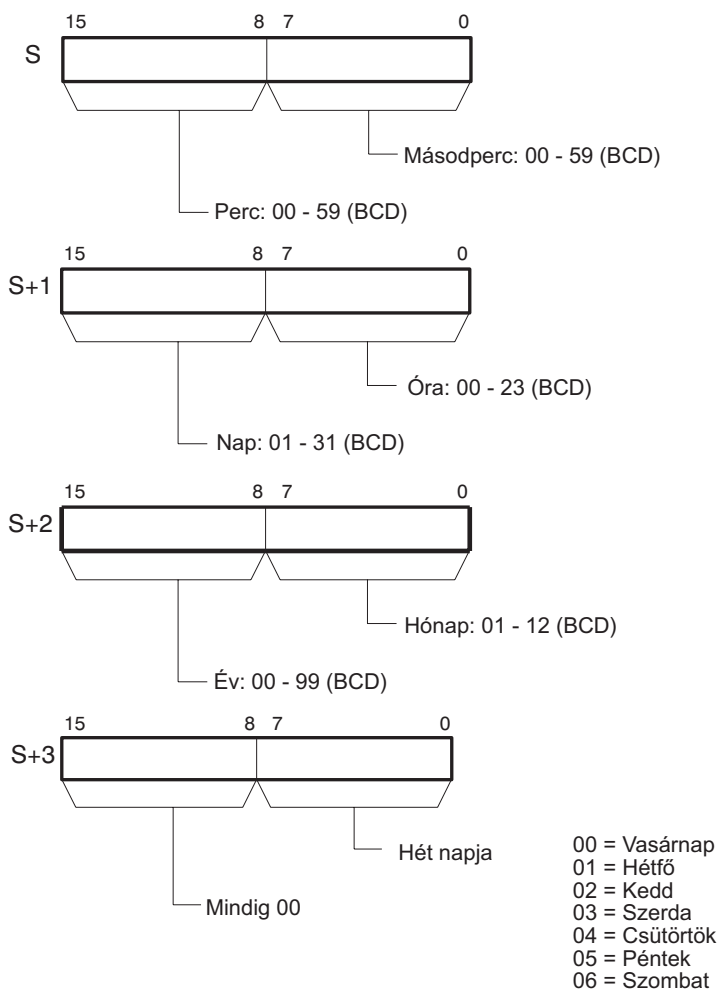 15 8 7 0
S
Másodperc: 00 - 59 (BCD)
Perc: 00 - 59 (BCD)
15 8 7 0
S+1
Óra: 00 - 23 (BCD)
Nap: 01 - 31 (BCD)
15 8 7 0
S+2
Hónap: 01 - 12 (BCD)
Év: 00 - 99 (BCD)
15 8 7 0
S+3
Hét napja
Mindig 00
00 = Vasárnap
01 = Hétfő
02 = Kedd
03 = Szerda
04 = Csütörtök
05 = Péntek
06 = Szombat